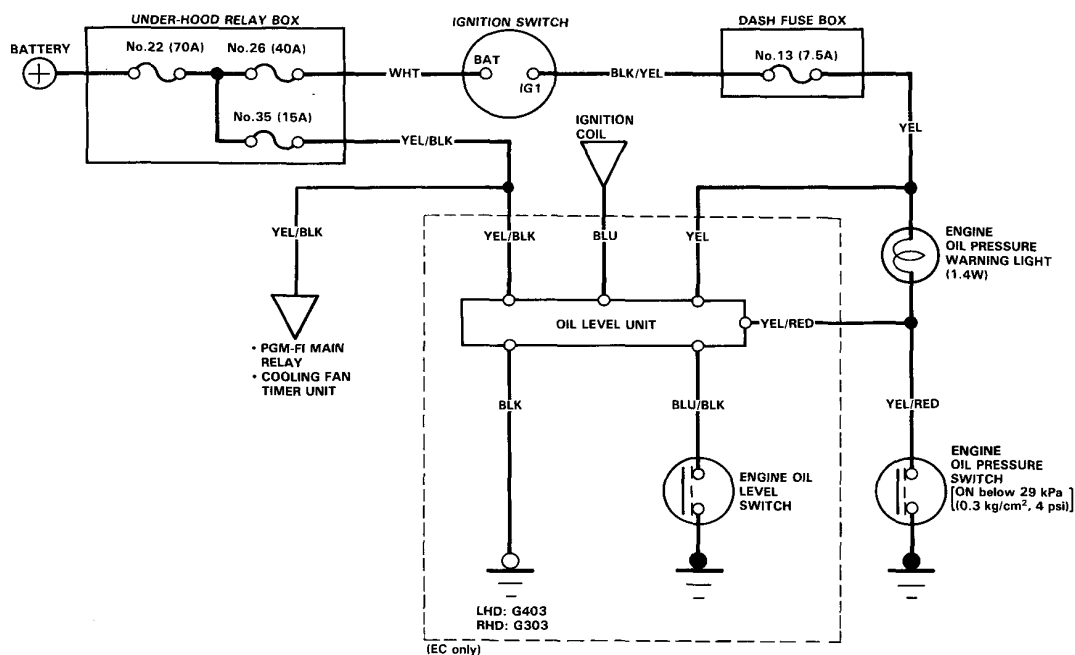 UNDER-HOOD RELAY BOX
IGNITION SWITCH
DASH FUSE BOX
BATTERY
No.22 (70A)
No.26 (40A)
No.35 (15A)
WHT
BAT
IG1
BLK/YEL
No.13 (7.5A)
YEL/BLK
IGNITION
COIL
YEL
YEL/BLK
YEL/BLK
BLU
YEL
ENGINE
OIL PRESSURE
WARNING LIGHT
(1.4W)
OIL LEVEL UNIT
YEL/RED
• PGM-FI MAIN
RELAY
• COOLING FAN
TIMER UNIT
BLK
BLU/BLK
YEL/RED
ENGINE OIL
LEVEL
SWITCH
ENGINE
OIL PRESSURE
SWITCH
[ON below 29 kPa
(0.3 kg/cm², 4 psi)]
LHD: G403
RHD: G303
(EC only)